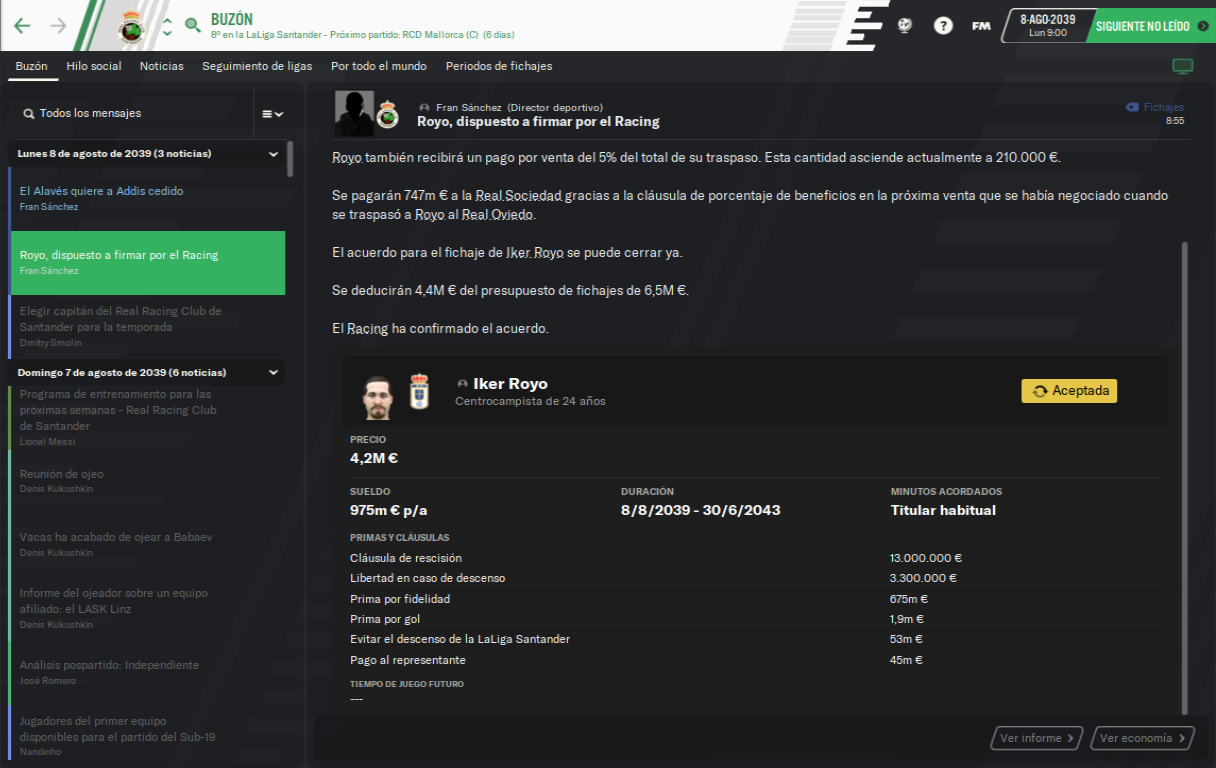 BUZÓN
8º en la LaLiga Santander - Próximo partido: RCD Mallorca (C) (6 días)
?
FM
8-AGO-2039
Lun 9:00
SIGUIENTE NO LEÍDO
Buzón
Hilo social
Noticias
Seguimiento de ligas
Por todo el mundo
Periodos de fichajes
Todos los mensajes
Lunes 8 de agosto de 2039 (3 noticias)
El Alavés quiere a Addis cedido
Fran Sánchez
Royo, dispuesto a firmar por el Racing
Fran Sánchez
Elegir capitán del Real Racing Club de
Santander para la temporada
Dmitry Smolin
Domingo 7 de agosto de 2039 (6 noticias)
Programa de entrenamiento para las
próximas semanas - Real Racing Club
de Santander
Lionel Messi
Reunión de ojeo
Denis Kukushkin
Vacas ha acabado de ojear a Babaev
Denis Kukushkin
Informe del ojeador sobre un equipo
afiliado: el LASK Linz
Denis Kukushkin
Análisis pospartido: Independiente
José Romero
Jugadores del primer equipo
disponibles para el partido del Sub-19
Nandinho
Fran Sánchez (Director deportivo)
Royo, dispuesto a firmar por el Racing
Fichajes
8:55
Royo también recibirá un pago por venta del 5% del total de su traspaso. Esta cantidad asciende actualmente a 210.000 €.
Se pagarán 747m € a la Real Sociedad gracias a la cláusula de porcentaje de beneficios en la próxima venta que se había negociado cuando
se traspasó a Royo al Real Oviedo.
El acuerdo para el fichaje de Iker Royo se puede cerrar ya.
Se deducirán 4,4M € del presupuesto de fichajes de 6,5M €.
El Racing ha confirmado el acuerdo.
Iker Royo
Centrocampista de 24 años
Aceptada
PRECIO
4,2M €
SUELDO
975m € p/a
DURACIÓN
8/8/2039 - 30/6/2043
MINUTOS ACORDADOS
Titular habitual
PRIMAS Y CLÁUSULAS
Cláusula de rescisión 13.000.000 €
Libertad en caso de descenso 3.300.000 €
Prima por fidelidad 675m €
Prima por gol 1,9m €
Evitar el descenso de la LaLiga Santander 53m €
Pago al representante 45m €
TIEMPO DE JUEGO FUTURO
---
Ver informe
Ver economía